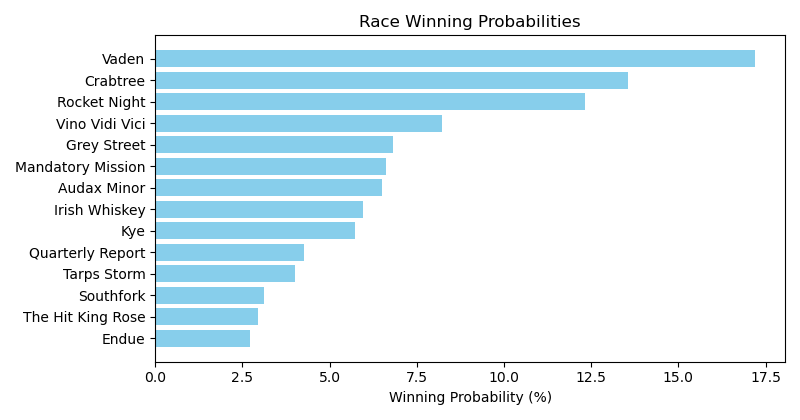 Race Winning Probabilities
Vaden
Crabtree
Rocket Night
Vino Vidi Vici
Grey Street
Mandatory Mission
Audax Minor
Irish Whiskey
Kye
Quarterly Report
Tarps Storm
Southfork
The Hit King Rose
Endue
0.0 2.5 5.0 7.5 10.0 12.5 15.0 17.5
Winning Probability (%)